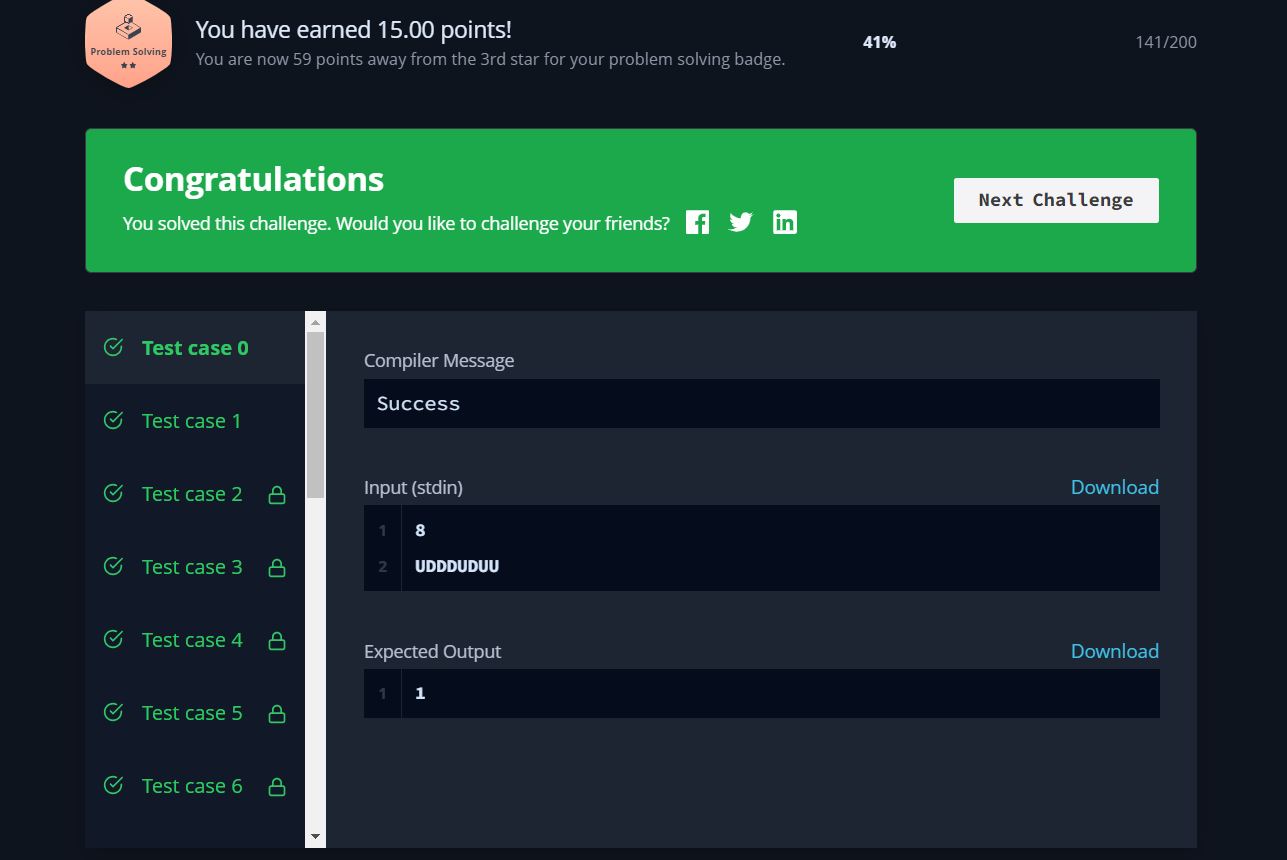 Problem Solving
You have earned 15.00 points!
You are now 59 points away from the 3rd star for your problem solving badge.
41%
141/200
Congratulations
You solved this challenge. Would you like to challenge your friends?
Next Challenge
Test case 0
Test case 1
Test case 2
Test case 3
Test case 4
Test case 5
Test case 6
Compiler Message
Success
Input (stdin)
Download
1 8
2 UDDDUDUU
Expected Output
Download
1 1